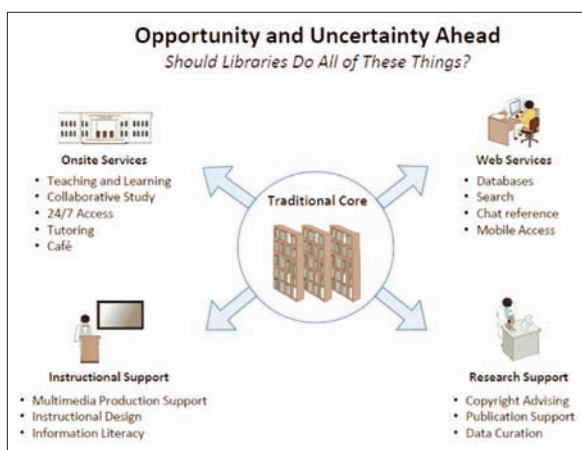 Opportunity and Uncertainty Ahead
Should Libraries Do All of These Things?
Onsite Services
• Teaching and Learning
• Collaborative Study
• 24/7 Access
• Tutoring
• Café
Web Services
• Databases
• Search
• Chat reference
• Mobile Access
Traditional Core
Instructional Support
• Multimedia Production Support
• Instructional Design
• Information Literacy
Research Support
• Copyright Advising
• Publication Support
• Data Curation